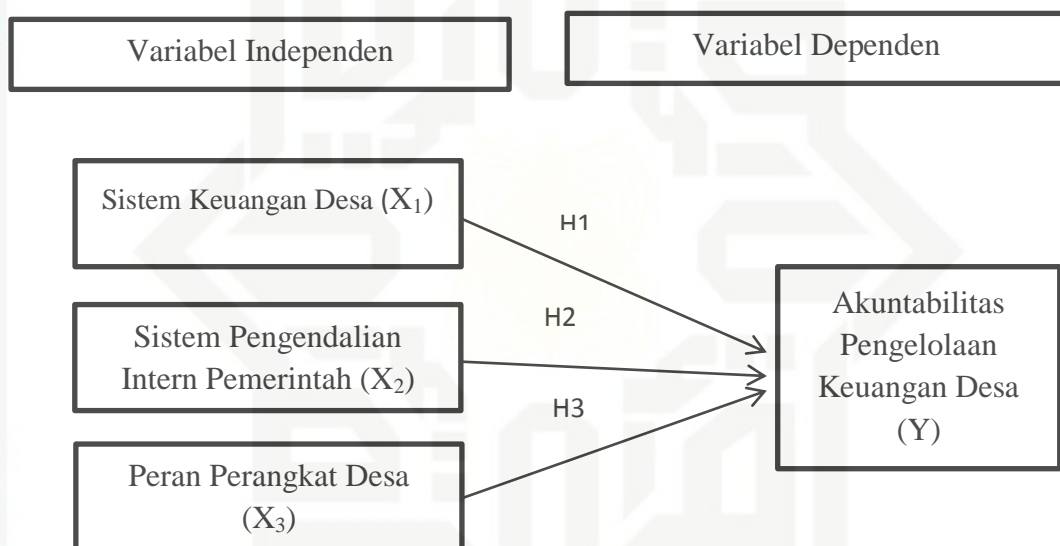 Variabel Independen
Variabel Dependen
Sistem Keuangan Desa (X₁)
H1
Sistem Pengendalian
Intern Pemerintah (X₂)
H2
Akuntabilitas
Pengelolaan
Keuangan Desa
(Y)
H3
Peran Perangkat Desa
(X₃)